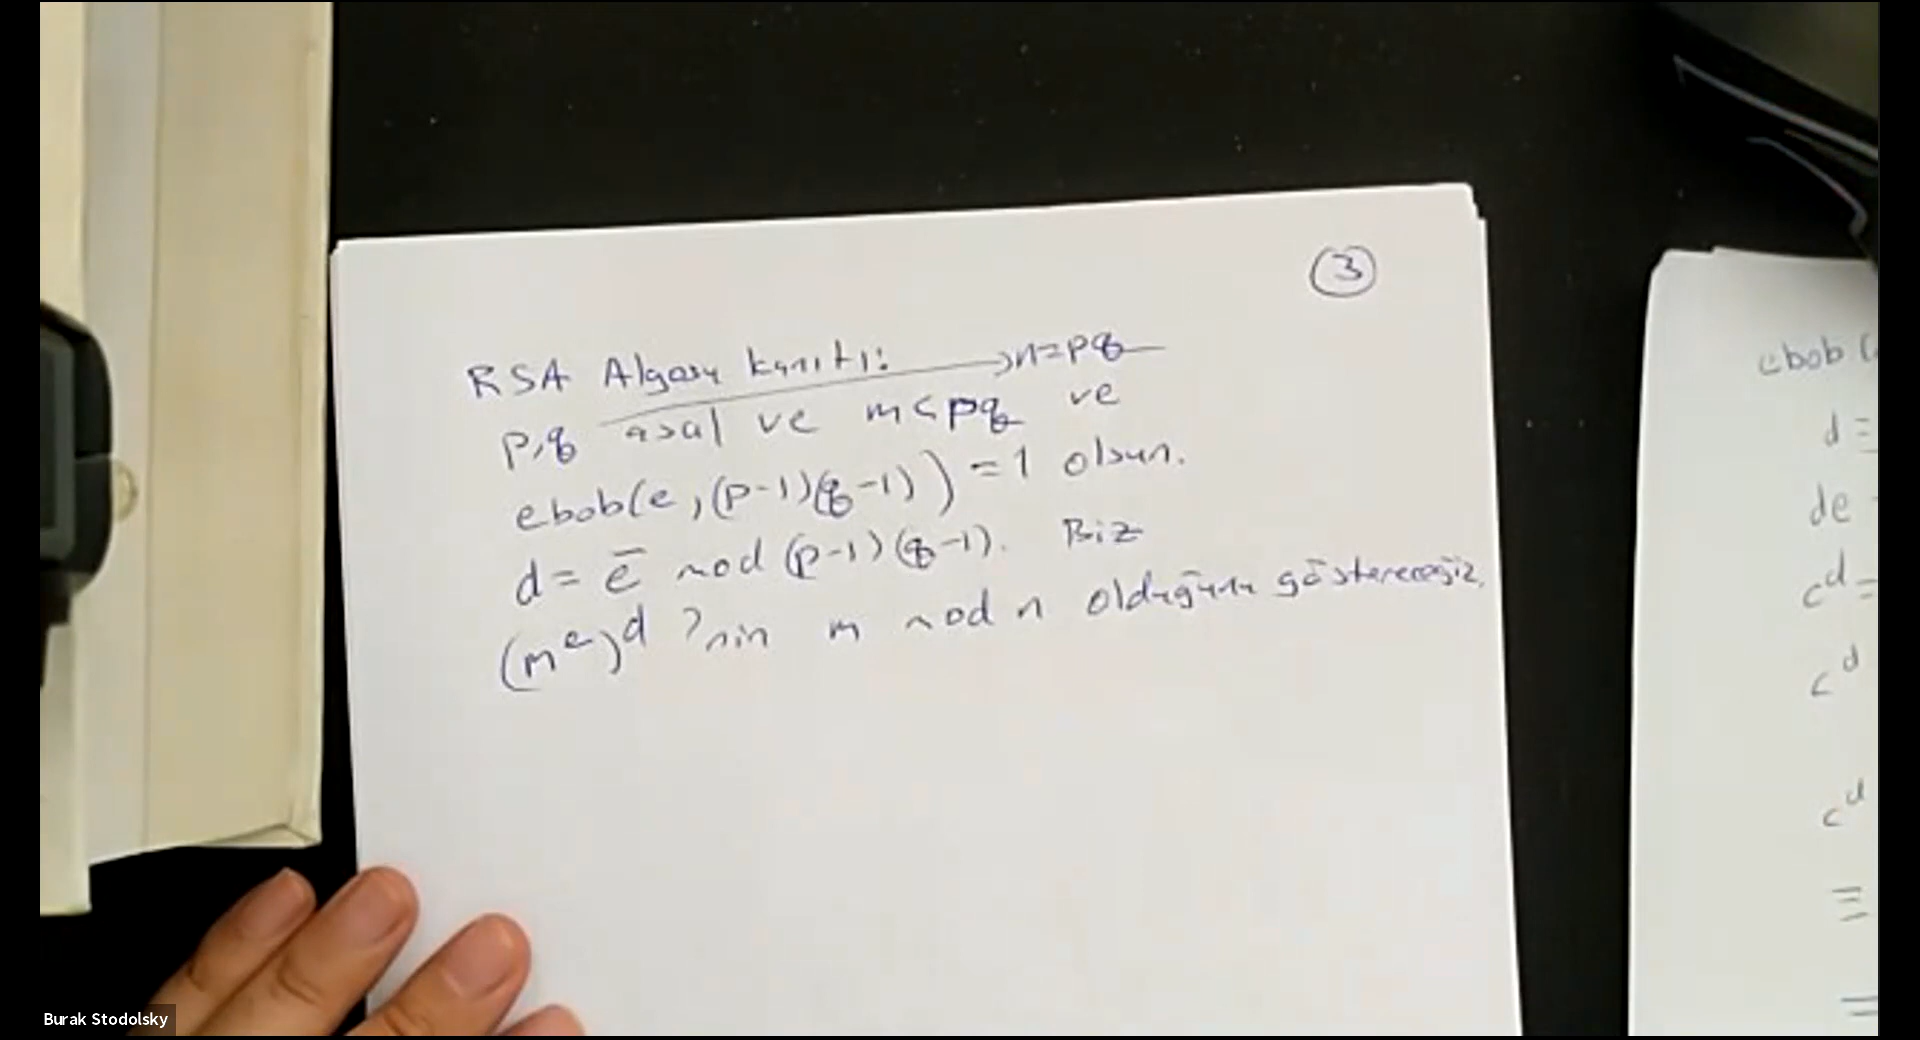 3
RSA Algosu kanıtı: → n=pq
p,q asal ve m<pq ve
ebob(e,(p-1)(q-1))=1 olsun.
d = e̅ mod (p-1)(q-1). Biz
(m^e)^d 'nin m mod n olduğunu göstereceğiz.
ebob (
d =
de
c^d =
c^d
c^d
≡
=
Burak Stodolsky